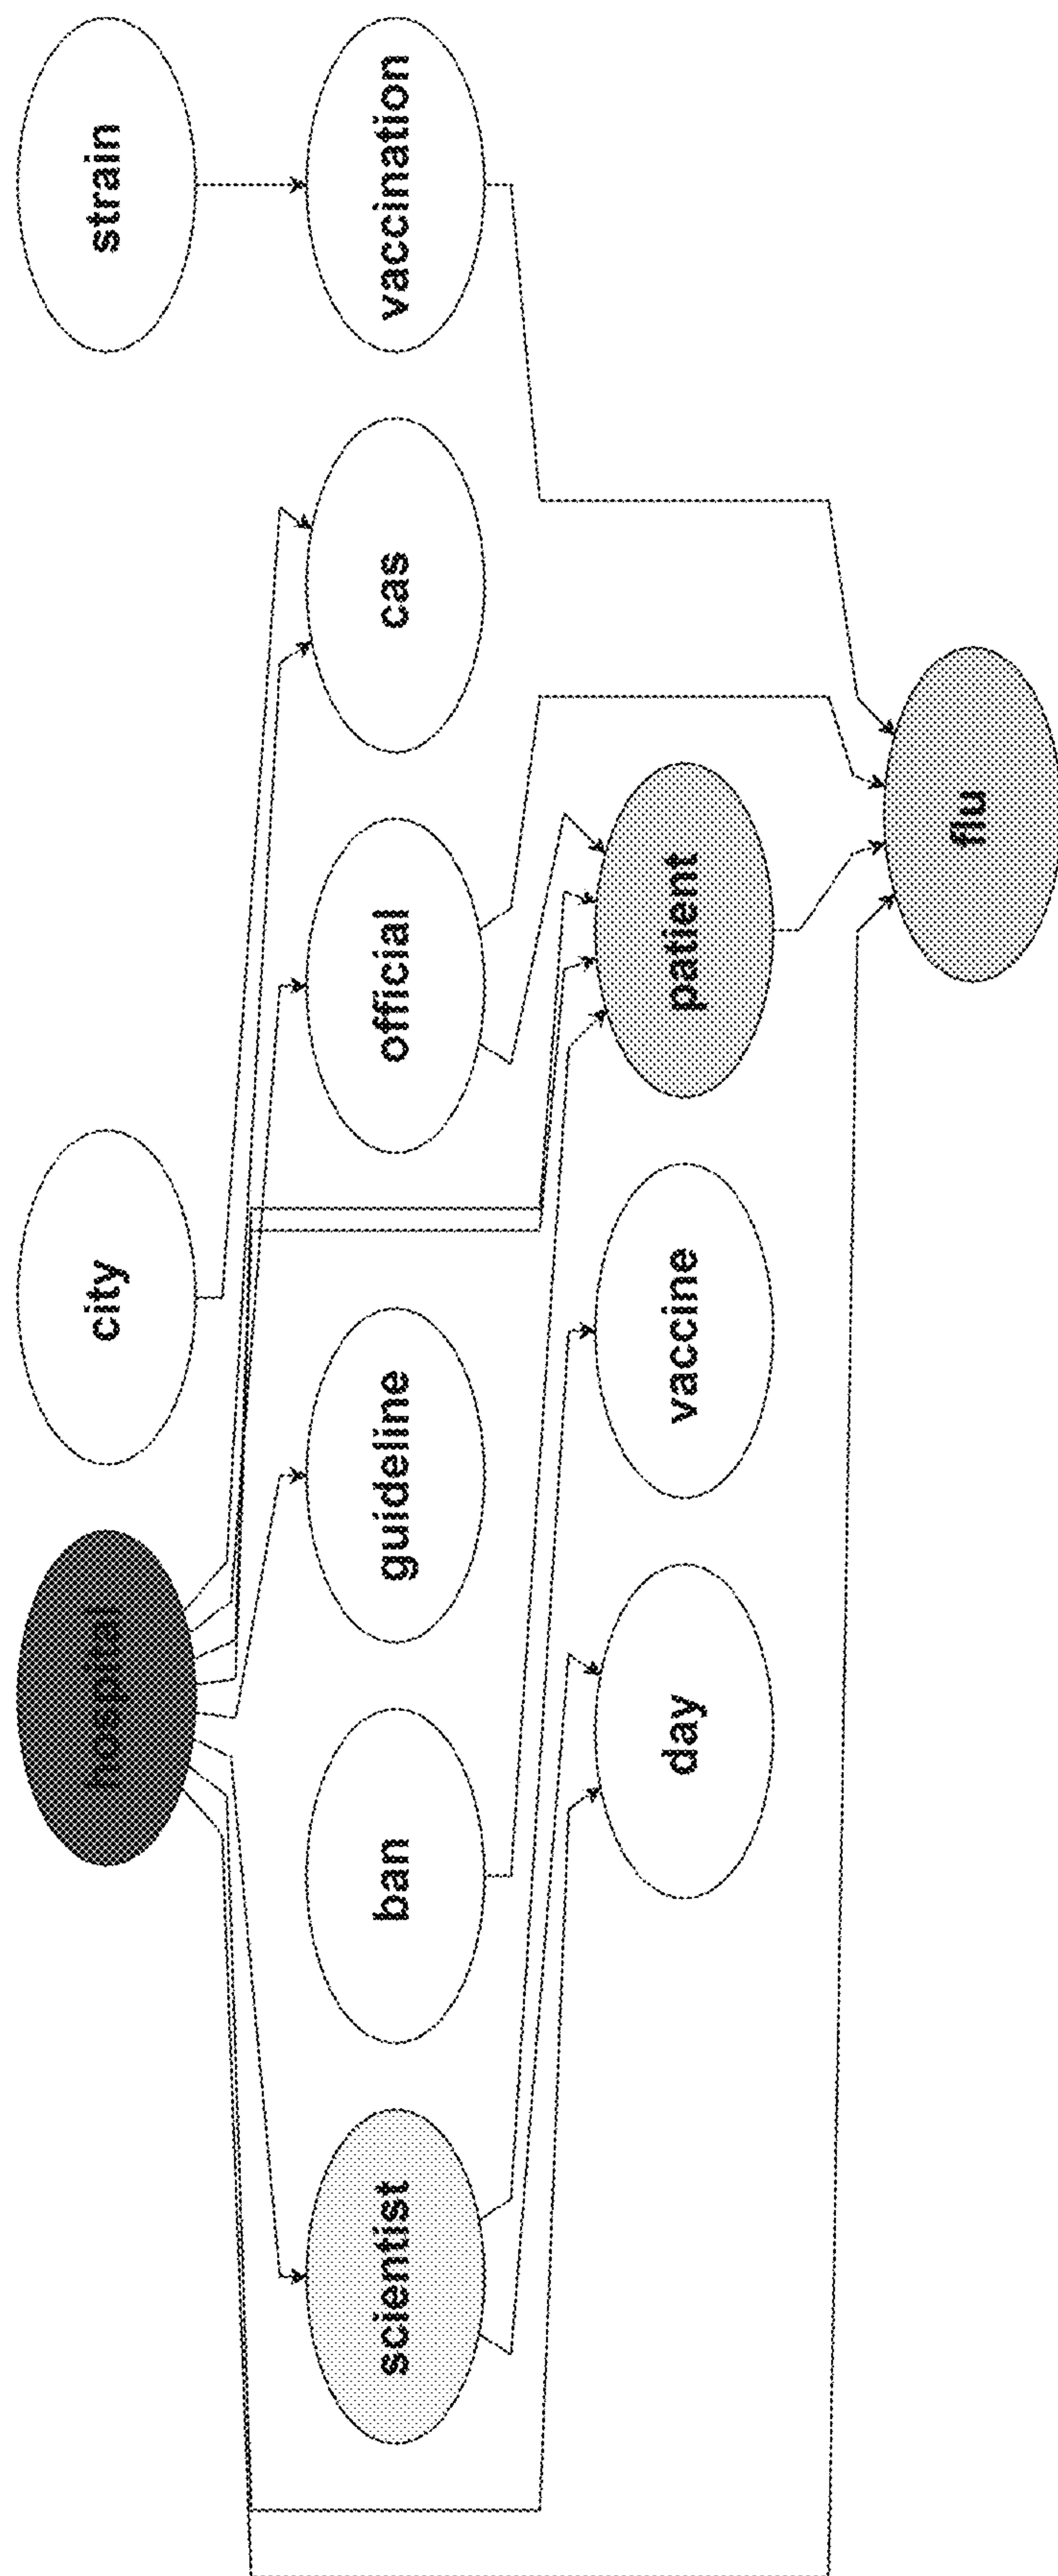 hospital
city
strain
scientist
ban
guideline
official
cas
vaccination
day
vaccine
patient
flu